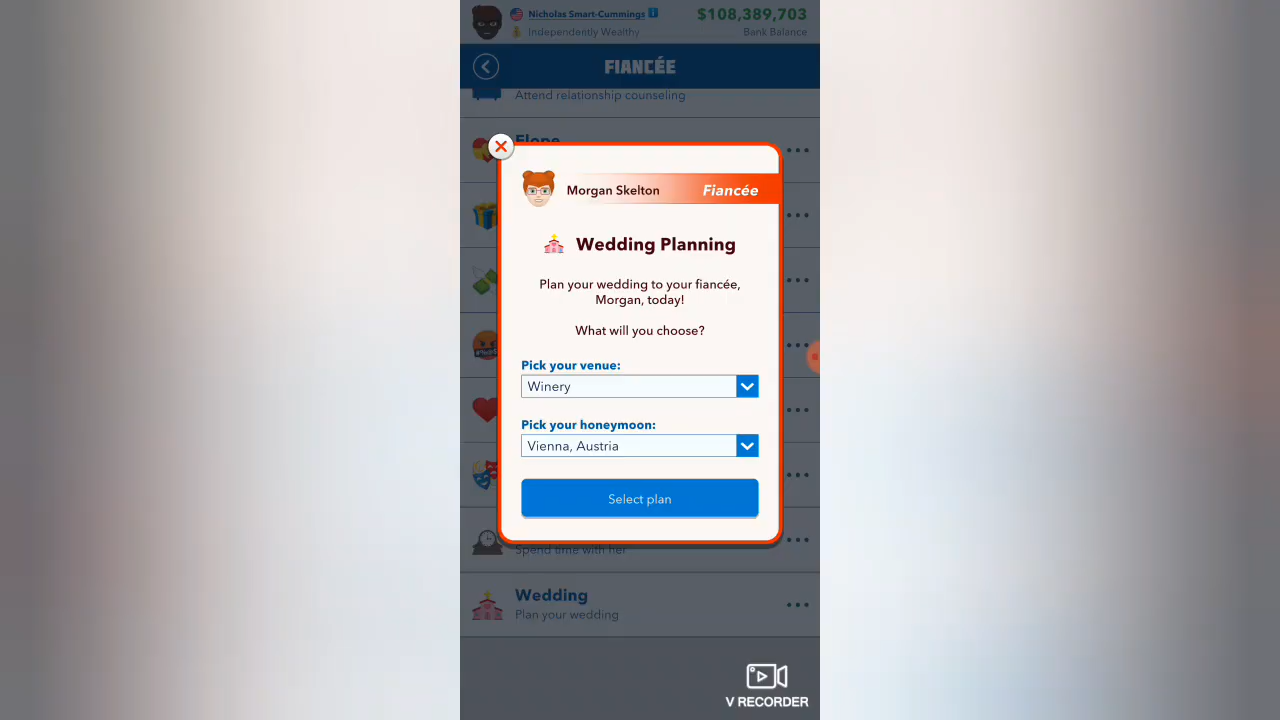 Nicholas Smart-Cummings
$108,389,703
Independently Wealthy
Bank Balance
FIANCÉE
Attend relationship counseling
Elope
Morgan Skelton
Fiancée
Wedding Planning
Plan your wedding to your fiancée,
Morgan, today!
What will you choose?
Pick your venue:
Winery
Pick your honeymoon:
Vienna, Austria
Select plan
Spend time with her
Wedding
Plan your wedding
V RECORDER